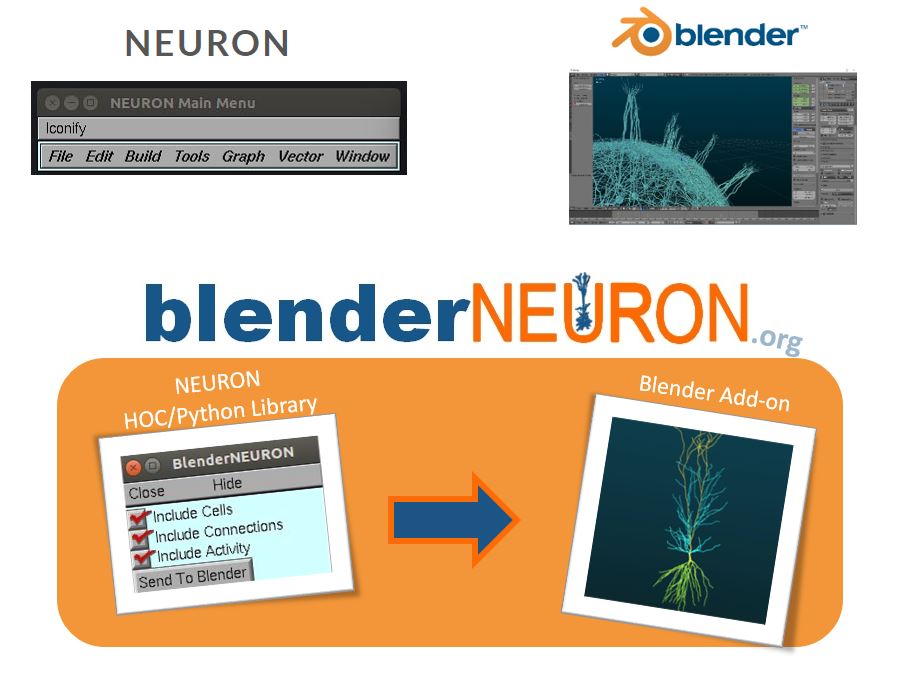 NEURON
blender™
NEURON Main Menu
Iconify
File Edit Build Tools Graph Vector Window
blenderNEURON.org
NEURON
HOC/Python Library
Blender Add-on
BlenderNEURON
Close Hide
Include Cells
Include Connections
Include Activity
Send To Blender